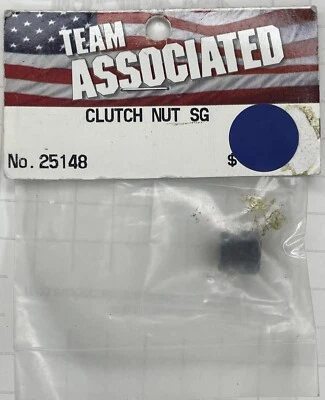 TEAM
ASSOCIATED
CLUTCH NUT SG
No. 25148
$